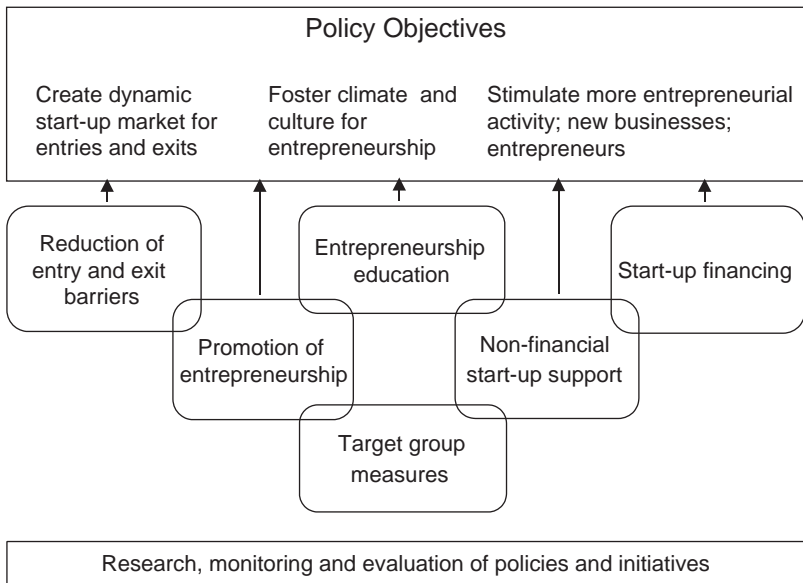 Policy Objectives
Create dynamic
start-up market for
entries and exits
Foster climate and
culture for
entrepreneurship
Stimulate more entrepreneurial
activity; new businesses;
entrepreneurs
Reduction of
entry and exit
barriers
Entrepreneurship
education
Start-up financing
Promotion of
entrepreneurship
Non-financial
start-up support
Target group
measures
Research, monitoring and evaluation of policies and initiatives